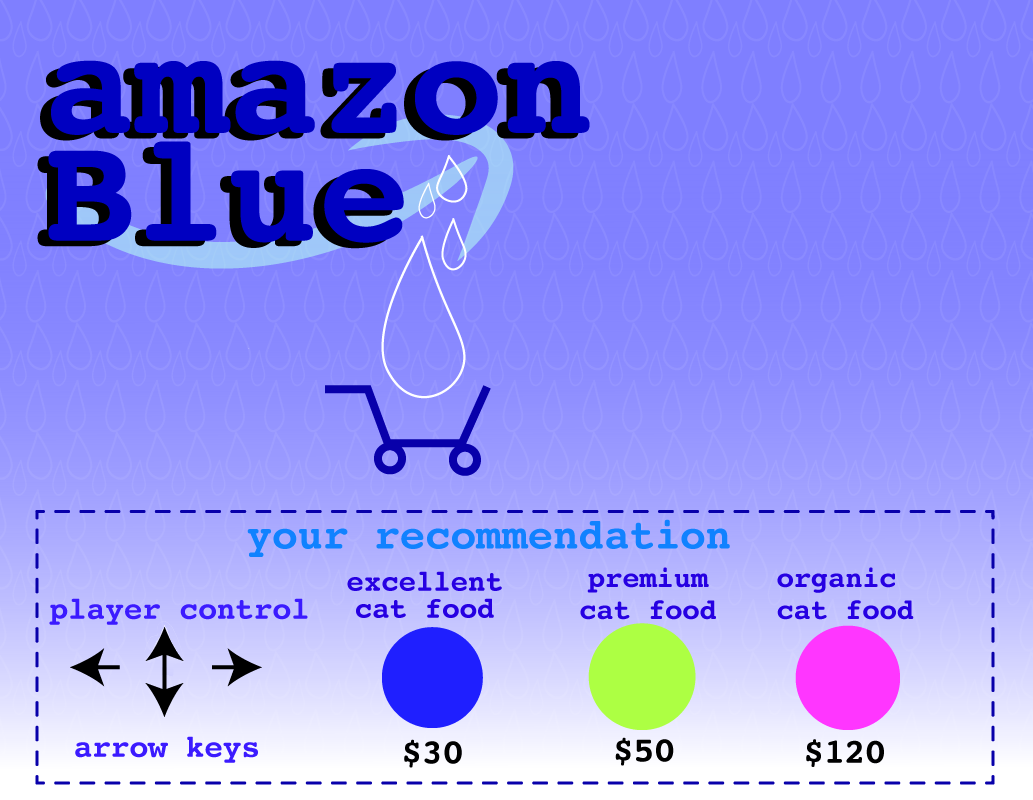 amazon
Blue
your recommendation
player control
arrow keys
excellent
cat food
$30
premium
cat food
$50
organic
cat food
$120